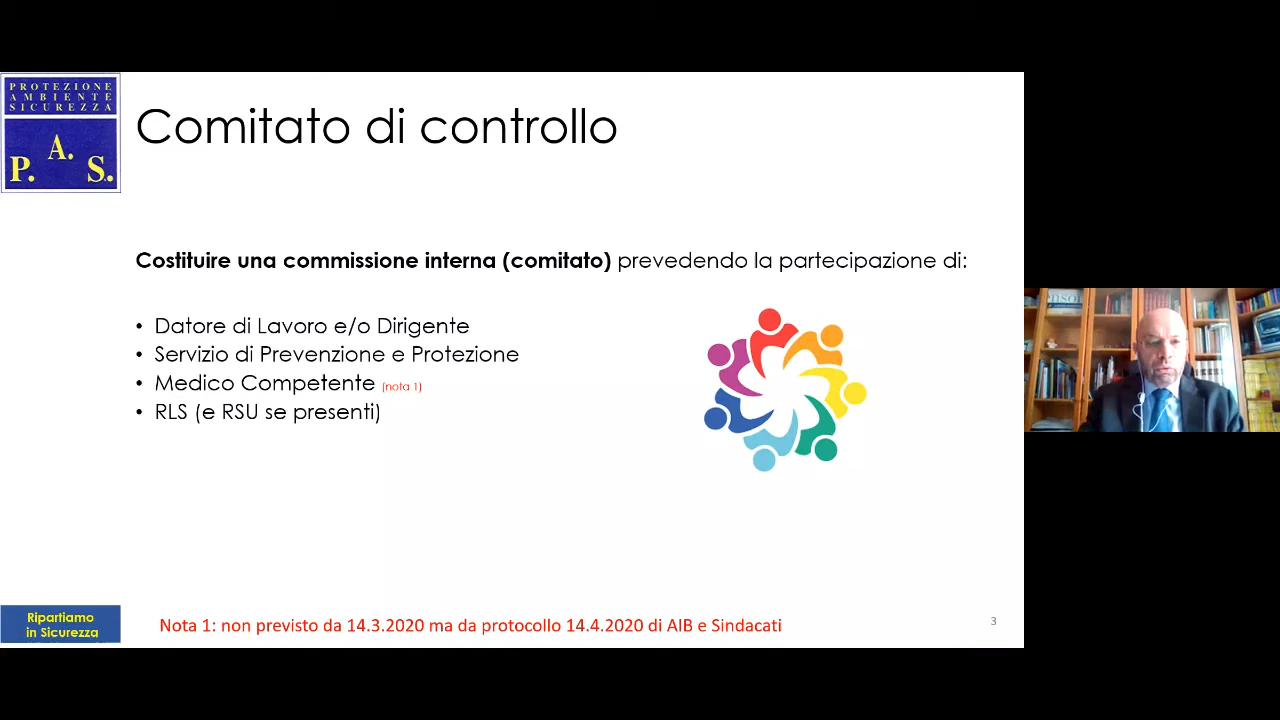 PROTEZIONE
AMBIENTE
SICUREZZA
P. A. S.
Comitato di controllo
Costituire una commissione interna (comitato) prevedendo la partecipazione di:
• Datore di Lavoro e/o Dirigente
• Servizio di Prevenzione e Protezione
• Medico Competente (nota 1)
• RLS (e RSU se presenti)
Ripartiamo
in Sicurezza
Nota 1: non previsto da 14.3.2020 ma da protocollo 14.4.2020 di AIB e Sindacati
3